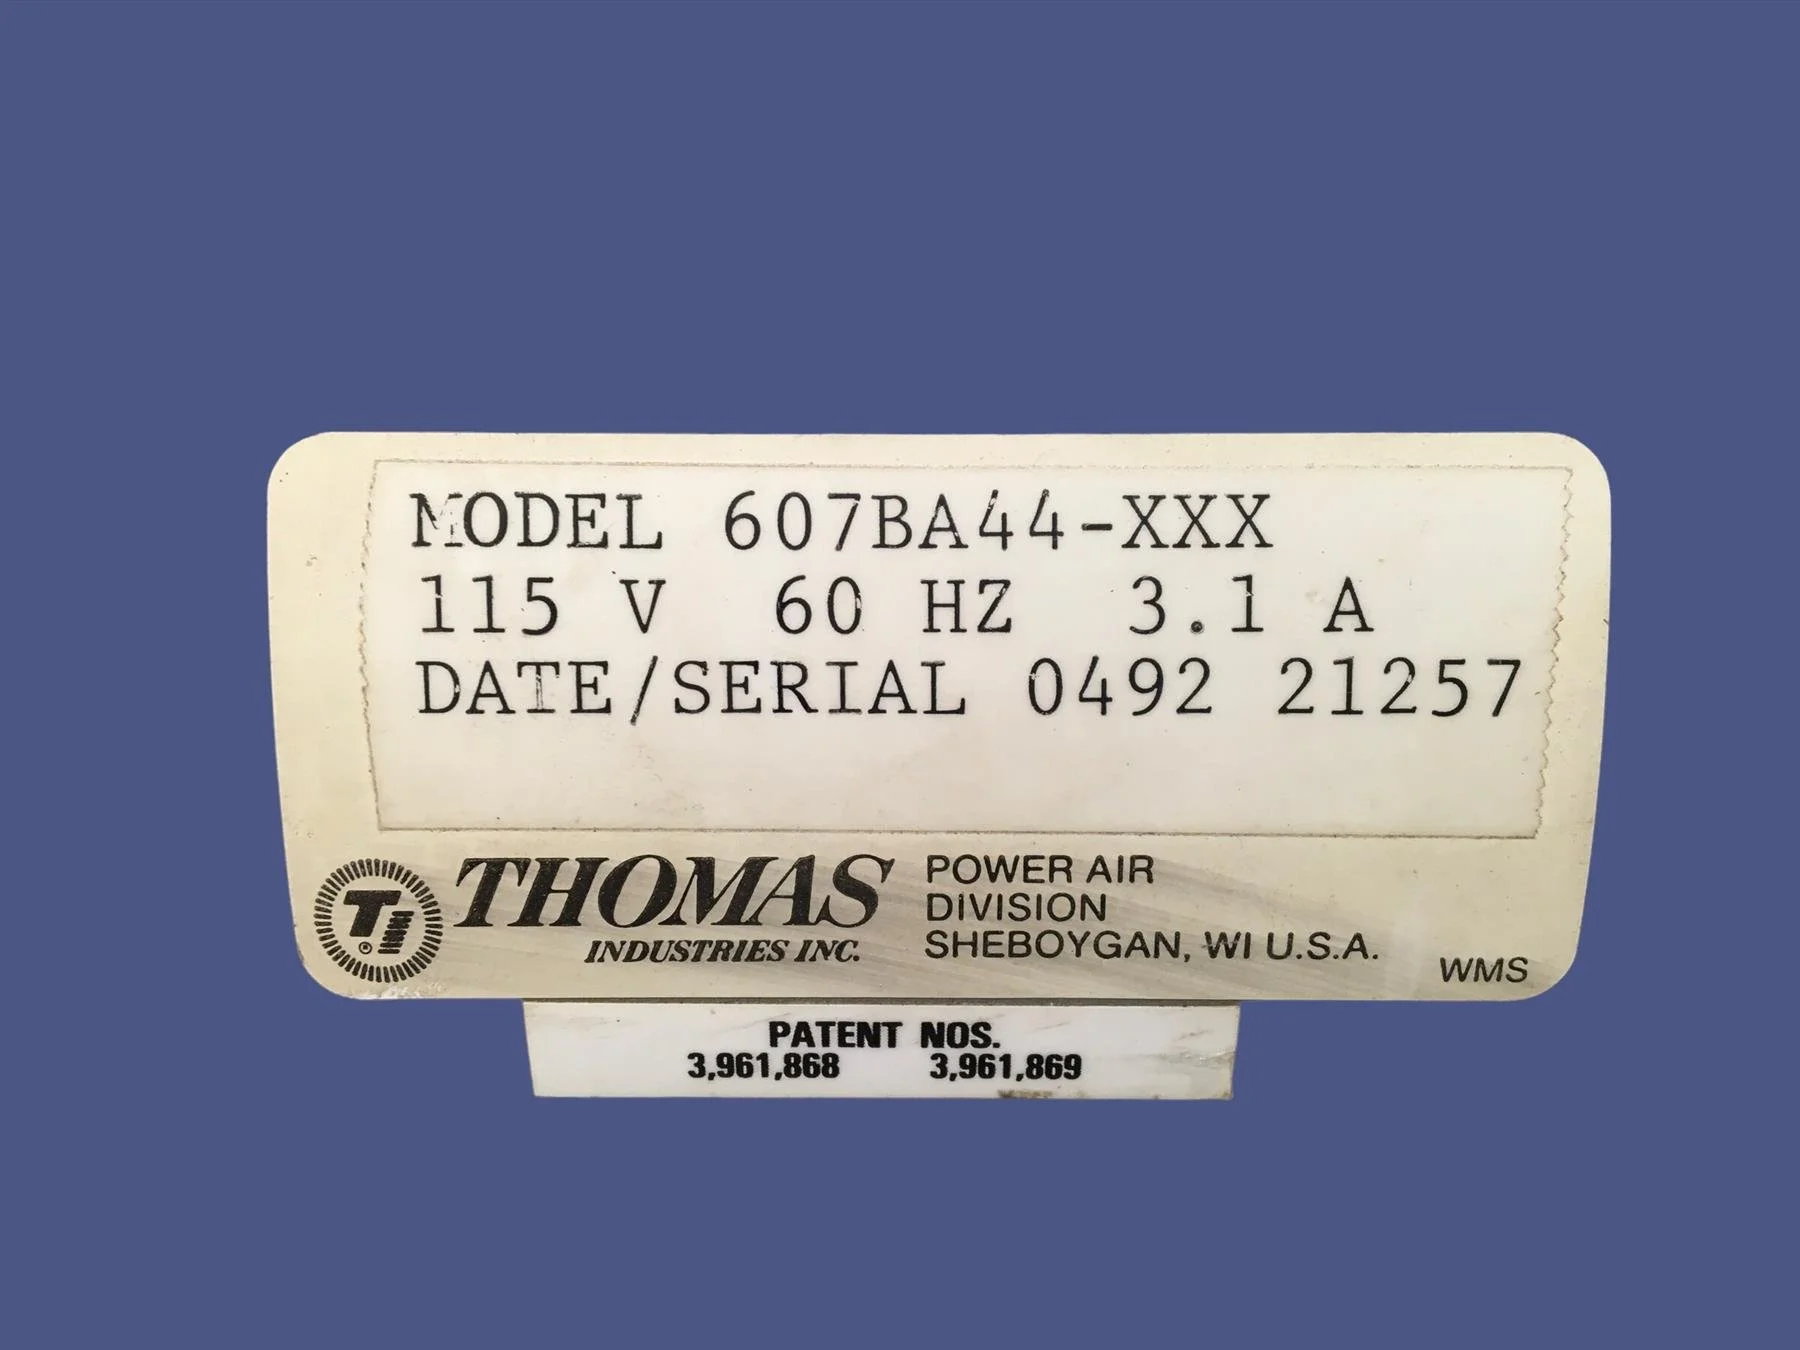 MODEL 607BA44-XXX
115 V 60 HZ 3.1 A
DATE/SERIAL 0492 21257
Ti ®
THOMAS
INDUSTRIES INC.
POWER AIR
DIVISION
SHEBOYGAN, WI U.S.A.
WMS
PATENT NOS.
3,961,868 3,961,869